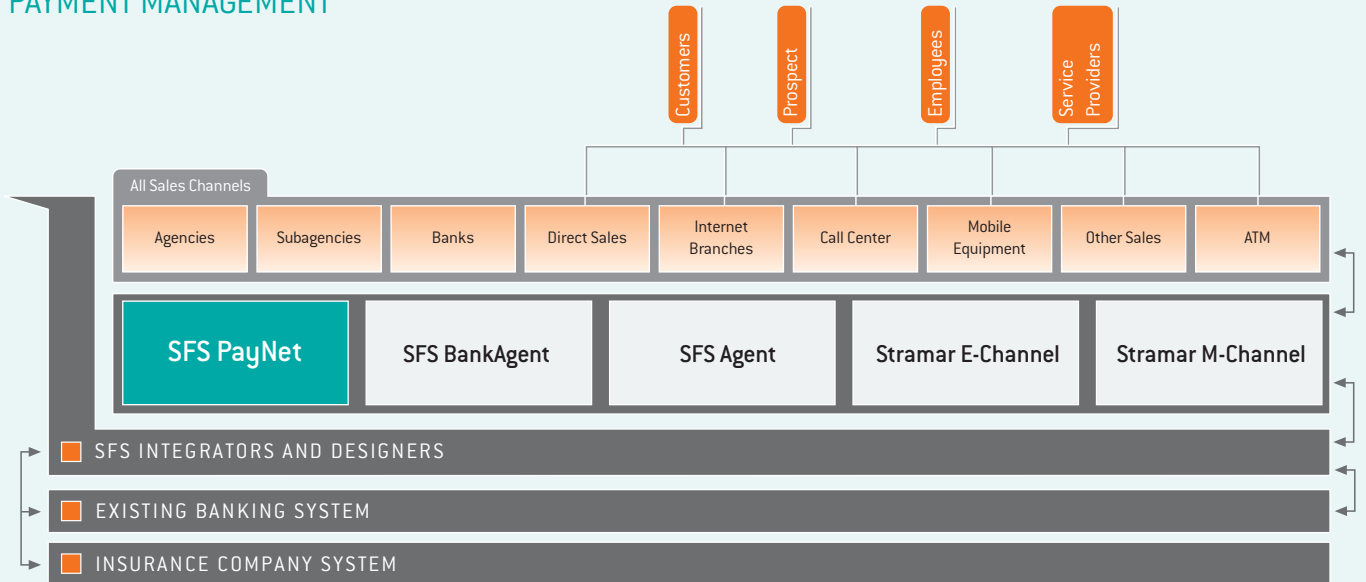 PAYMENT MANAGEMENT
Customers
Prospect
Employees
Service
Providers
All Sales Channels
Agencies
Subagencies
Banks
Direct Sales
Internet
Branches
Call Center
Mobile
Equipment
Other Sales
ATM
SFS PayNet
SFS BankAgent
SFS Agent
Stramar E-Channel
Stramar M-Channel
SFS INTEGRATORS AND DESIGNERS
EXISTING BANKING SYSTEM
INSURANCE COMPANY SYSTEM